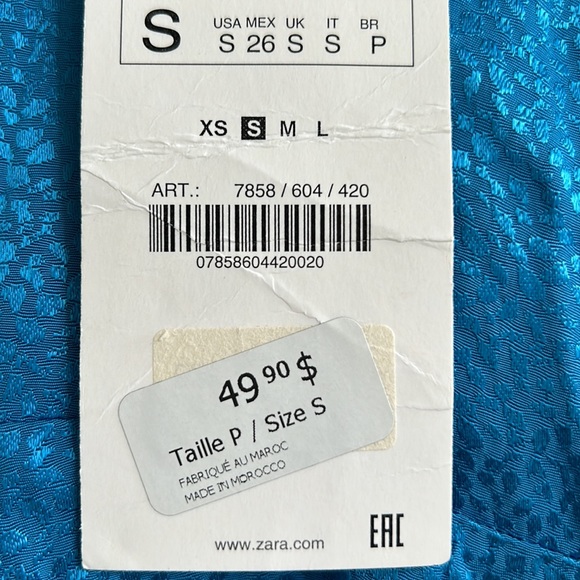 S
USA MEX UK IT BR
S 26 S S P
XS S M L
ART.: 7858 / 604 / 420
07858604420020
49 90 $
Taille P / Size S
FABRIQUÉ AU MAROC
MADE IN MOROCCO
www.zara.com
EAC